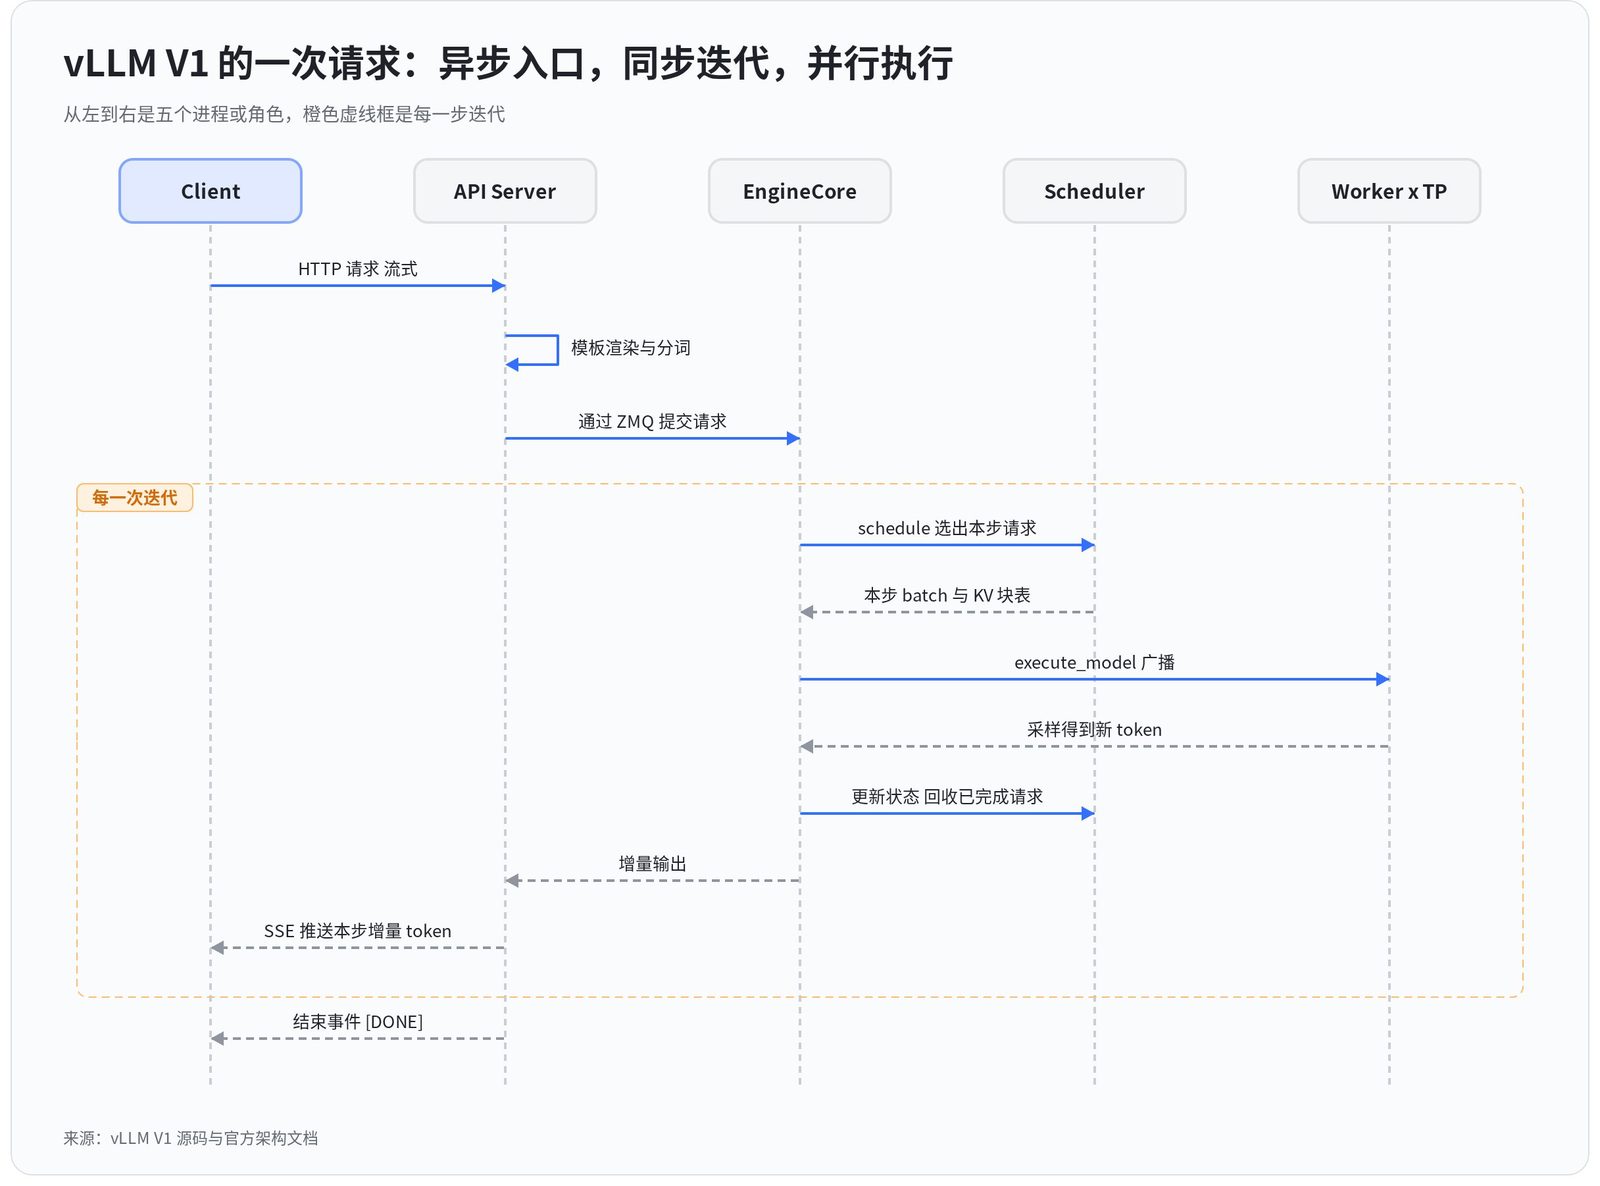 vLLM V1 的一次请求：异步入口，同步迭代，并行执行
从左到右是五个进程或角色，橙色虚线框是每一步迭代
Client
API Server
EngineCore
Scheduler
Worker x TP
HTTP 请求 流式
模板渲染与分词
通过 ZMQ 提交请求
每一次迭代
schedule 选出本步请求
本步 batch 与 KV 块表
execute_model 广播
采样得到新 token
更新状态 回收已完成请求
增量输出
SSE 推送本步增量 token
结束事件 [DONE]
来源：vLLM V1 源码与官方架构文档